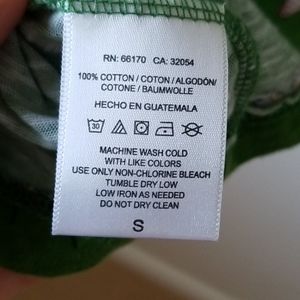 RN: 66170 CA: 32054
100% COTTON / COTON / ALGODÓN/
COTONE / BAUMWOLLE
HECHO EN GUATEMALA
30
MACHINE WASH COLD
WITH LIKE COLORS
USE ONLY NON-CHLORINE BLEACH
TUMBLE DRY LOW
LOW IRON AS NEEDED
DO NOT DRY CLEAN
S